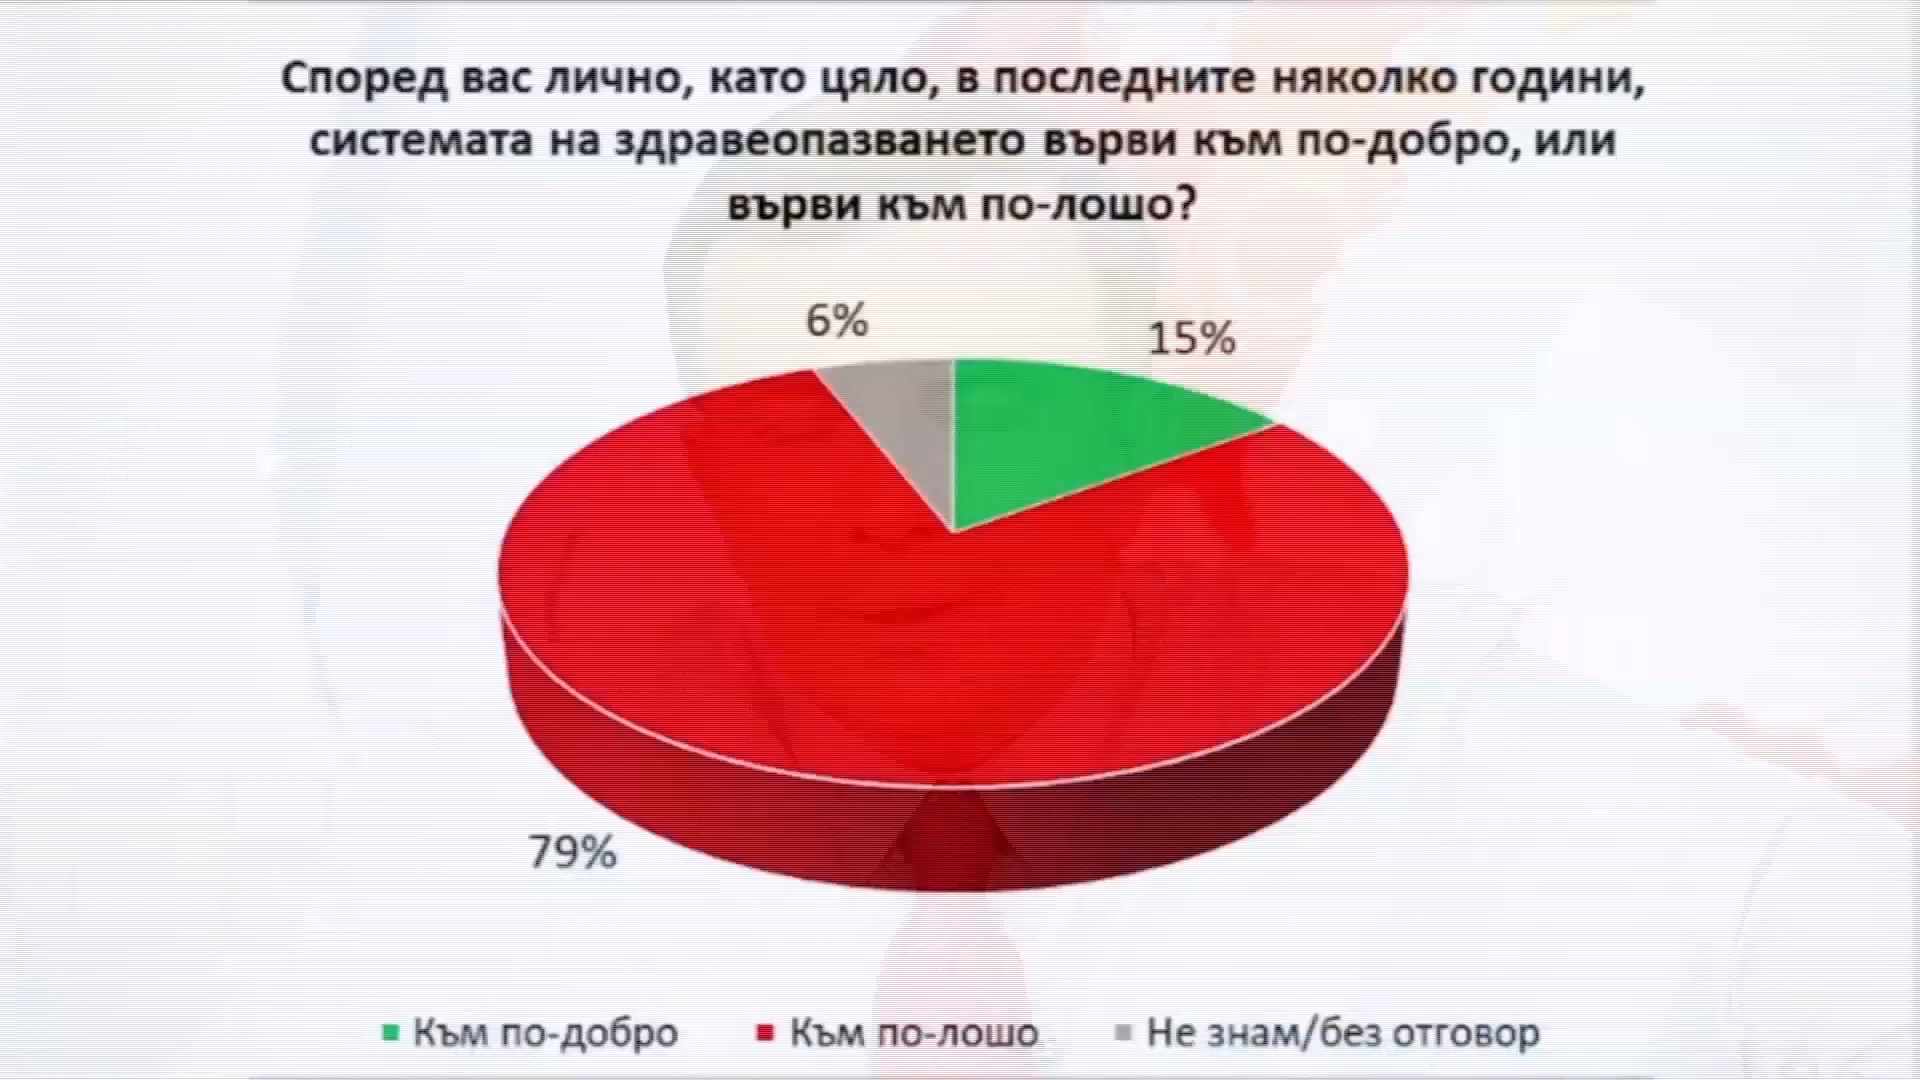 Според вас лично, като цяло, в последните няколко години,
системата на здравеопазването върви към по-добро, или
върви към по-лошо?
6%
15%
79%
Към по-добро
Към по-лошо
Не знам/без отговор